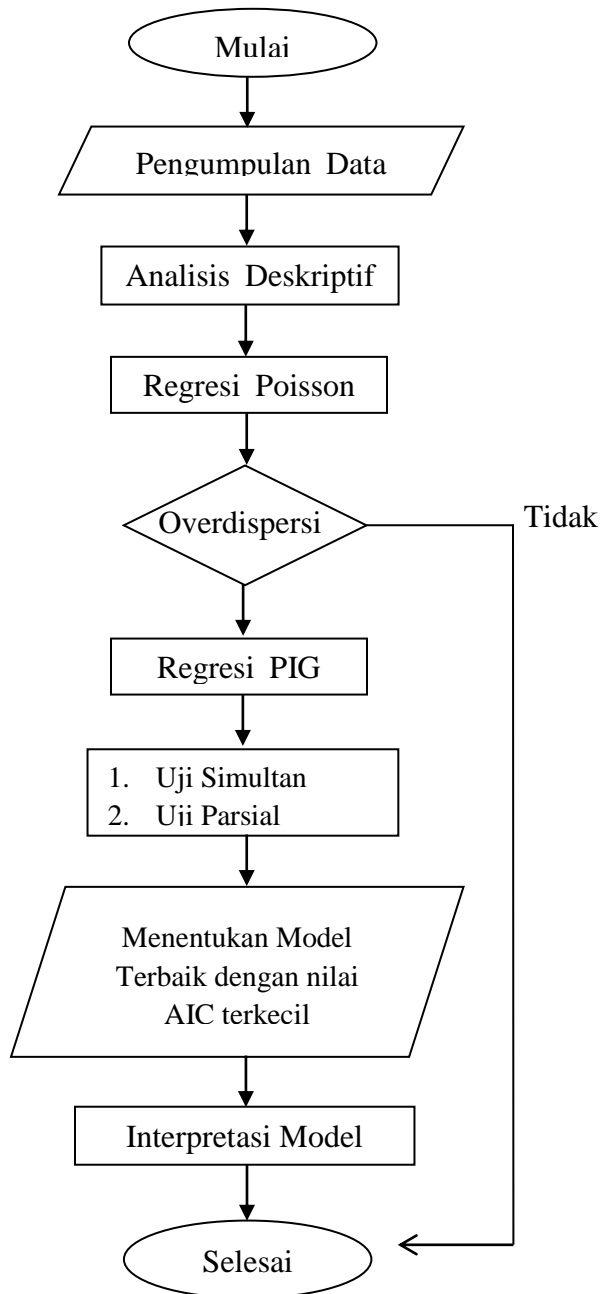 Mulai
Pengumpulan Data
Analisis Deskriptif
Regresi Poisson
Overdispersi
Tidak
Regresi PIG
1. Uji Simultan
2. Uji Parsial
Menentukan Model
Terbaik dengan nilai
AIC terkecil
Interpretasi Model
Selesai